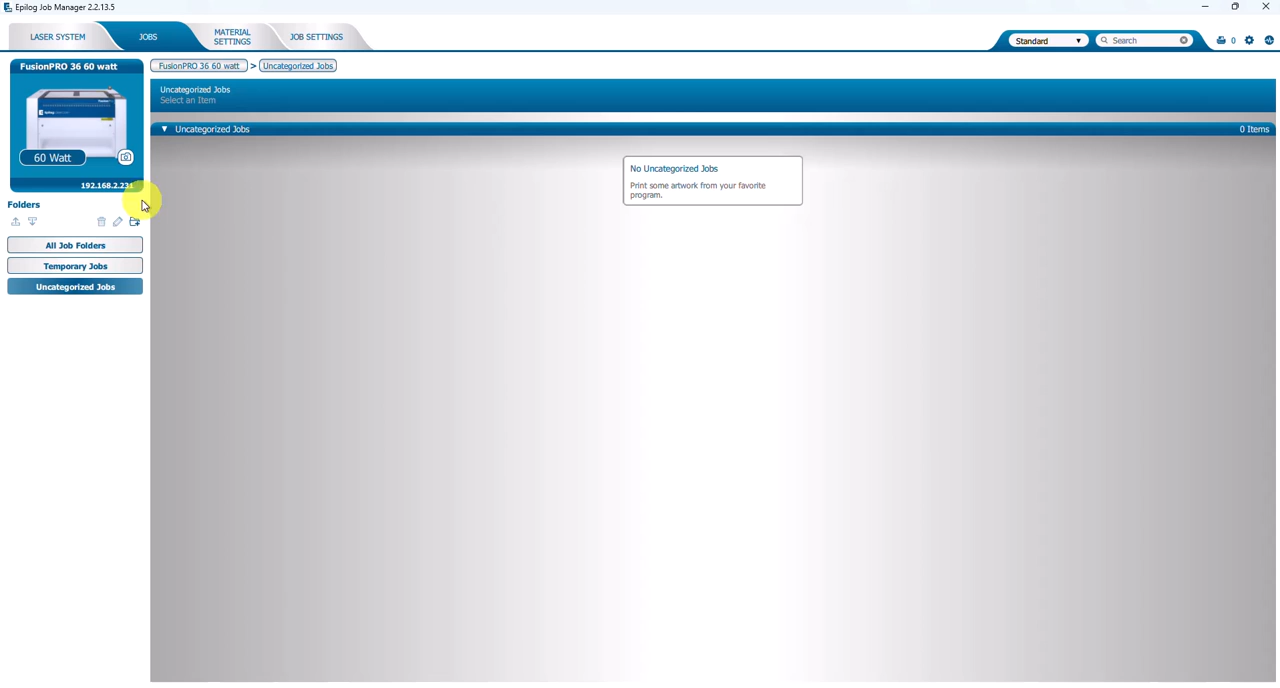 Epilog Job Manager 2.2.13.5
LASER SYSTEM
JOBS
MATERIAL
SETTINGS
JOB SETTINGS
Standard
Search
0
FusionPRO 36 60 watt
60 Watt
192.168.2.231
FusionPRO 36 60 watt > Uncategorized Jobs
Uncategorized Jobs
Select an Item
Uncategorized Jobs
0 Items
No Uncategorized Jobs
Print some artwork from your favorite
program.
Folders
All Job Folders
Temporary Jobs
Uncategorized Jobs